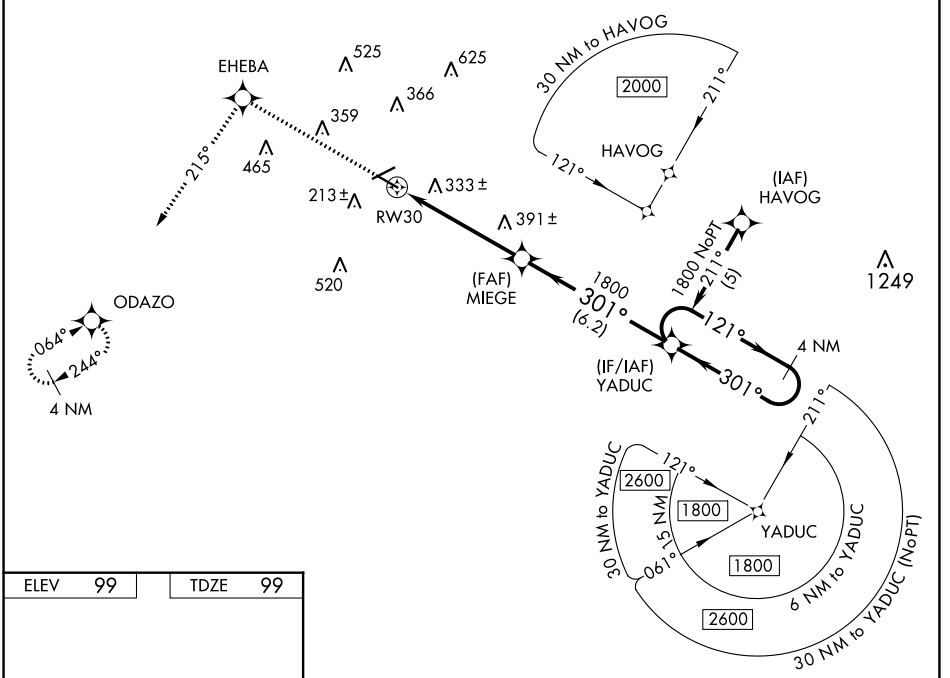 EHEBA
525
625
366
359
465
213±
333±
RW30
391±
520
215°
30 NM to HAVOG
2000
211°
121°
HAVOG
(IAF)
HAVOG
1800 NoPT
211°
(5)
1249
(FAF)
MIEGE
1800
301°
(6.2)
121°
4 NM
301°
(IF/IAF)
YADUC
ODAZO
064°
244°
4 NM
211°
30 NM to YADUC
121°
2600
15 NM
1800
061°
YADUC
1800
6 NM to YADUC
2600
30 NM to YADUC (NoPT)
ELEV 99
TDZE 99